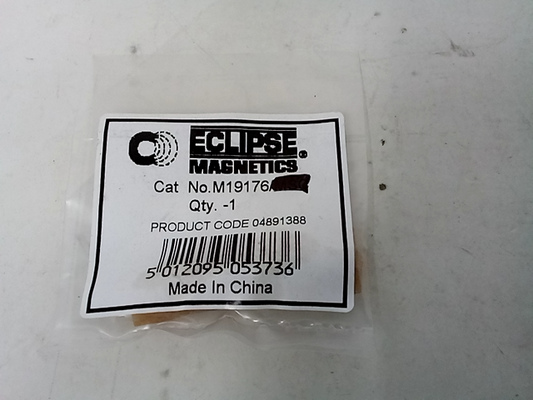 ECLIPSE®
MAGNETICS
Cat No.M19176/
Qty. -1
PRODUCT CODE 04891388
5 012095 053736
Made In China